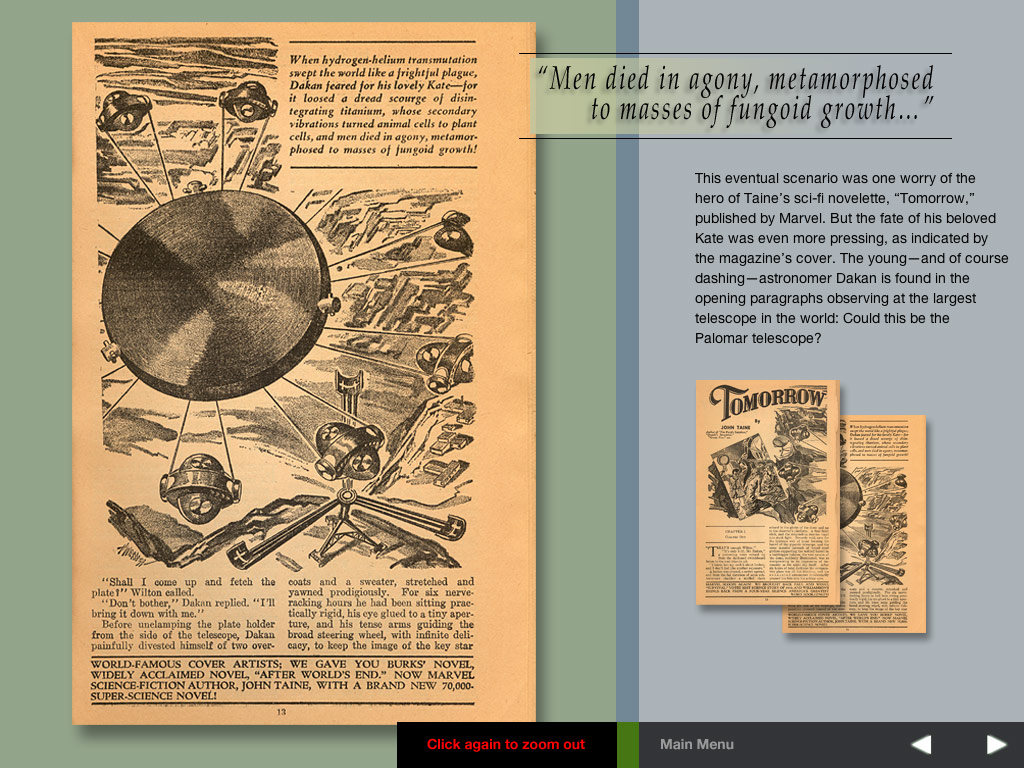 When hydrogen-helium transmutation
swept the world like a frightful plague,
Dakan feared for his lovely Kate—for
it loosed a dread scourge of disin-
tegrating titanium, whose secondary
vibrations turned animal cells to plant
cells, and men died in agony, metamor-
phosed to masses of fungoid growth!
"Shall I come up and fetch the
plate?" Wilton called.
"Don't bother," Dakan replied. "I'll
bring it down with me."
Before unclamping the plate holder
from the side of the telescope, Dakan
painfully divested himself of two over-
coats and a sweater, stretched and
yawned prodigiously. For six nerve-
racking hours he had been sitting prac-
tically rigid, his eye glued to a tiny aper-
ture, and his tense arms guiding the
broad steering wheel, with infinite deli-
cacy, to keep the image of the key star
WORLD-FAMOUS COVER ARTISTS; WE GAVE YOU BURKS' NOVEL,
WIDELY ACCLAIMED NOVEL, "AFTER WORLD'S END." NOW MARVEL
SCIENCE-FICTION AUTHOR, JOHN TAINE, WITH A BRAND NEW 70,000-
SUPER-SCIENCE NOVEL!
13
"Men died in agony, metamorphosed
to masses of fungoid growth..."
This eventual scenario was one worry of the
hero of Taine's sci-fi novelette, "Tomorrow,"
published by Marvel. But the fate of his beloved
Kate was even more pressing, as indicated by
the magazine's cover. The young—and of course
dashing—astronomer Dakan is found in the
opening paragraphs observing at the largest
telescope in the world: Could this be the
Palomar telescope?
TOMORROW
By
JOHN TAINE
CHAPTER I
Click again to zoom out
Main Menu